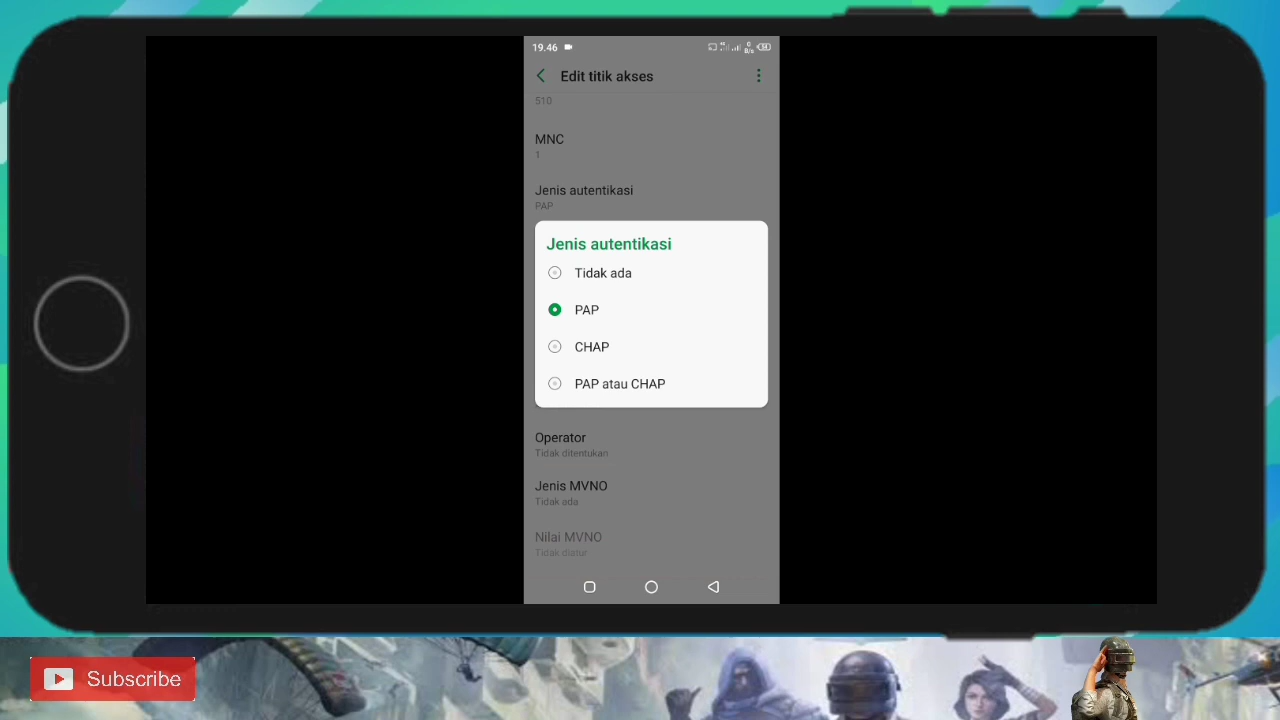 19.46
Edit titik akses
510
MNC
1
Jenis autentikasi
PAP
Jenis autentikasi
Tidak ada
PAP
CHAP
PAP atau CHAP
Operator
Tidak ditentukan
Jenis MVNO
Tidak ada
Nilai MVNO
Tidak diatur
Subscribe